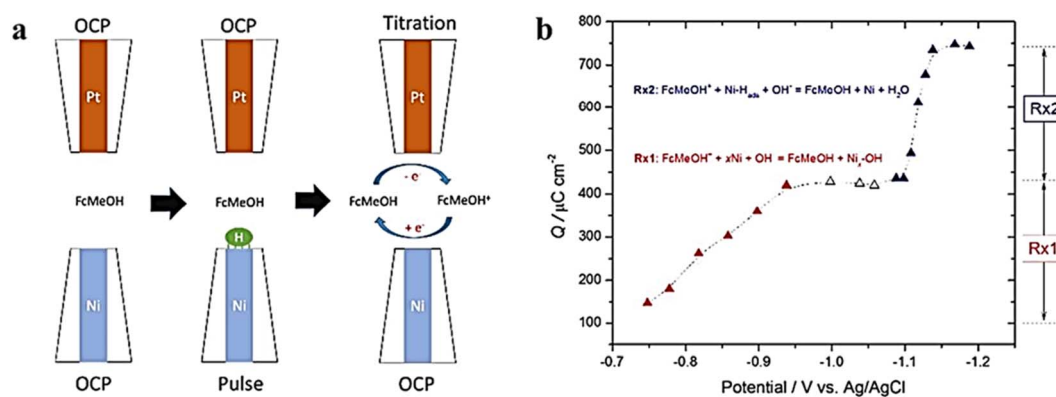 a
OCP
OCP
Titration
Pt
Pt
Pt
- e⁻
FcMeOH
FcMeOH
FcMeOH
FcMeOH⁺
+ e⁻
H
Ni
Ni
Ni
OCP
Pulse
OCP
b
800
700
600
500
400
300
200
100
Q / μC cm⁻²
Rx2: FcMeOH⁺ + Ni-Hads + OH⁻ = FcMeOH + Ni + H₂O
Rx1: FcMeOH⁺ + xNi + OH⁻ = FcMeOH + Niₓ-OH
-0.7 -0.8 -0.9 -1.0 -1.1 -1.2
Potential / V vs. Ag/AgCl
Rx2
Rx1